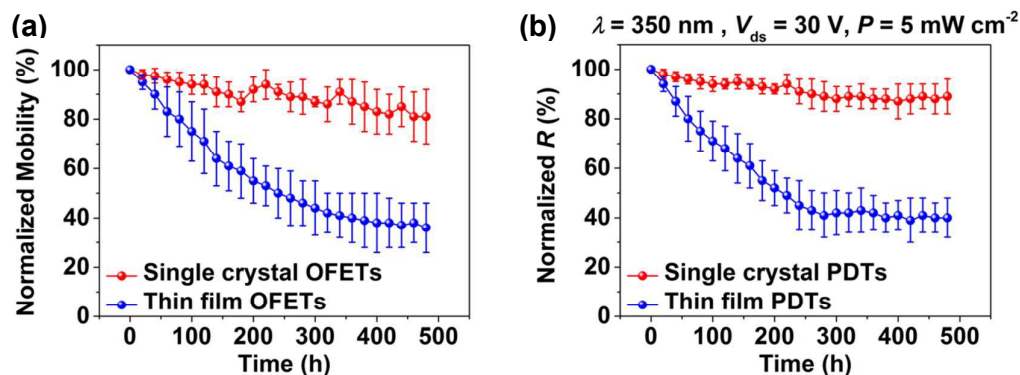 (a)
Normalized Mobility (%)
100
80
60
40
20
0
Single crystal OFETs
Thin film OFETs
0 100 200 300 400 500
Time (h)
(b) λ = 350 nm , Vds = 30 V, P = 5 mW cm-2
Normalized R (%)
100
80
60
40
20
0
Single crystal PDTs
Thin film PDTs
0 100 200 300 400 500
Time (h)